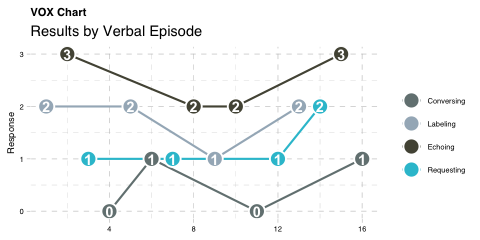 VOX Chart
Results by Verbal Episode
Response
3
2
1
0
3 3
2 2 2 2 2 2
1 1 1 1 1 1
0 0
4 8 12 16
Conversing
Labeling
Echoing
Requesting